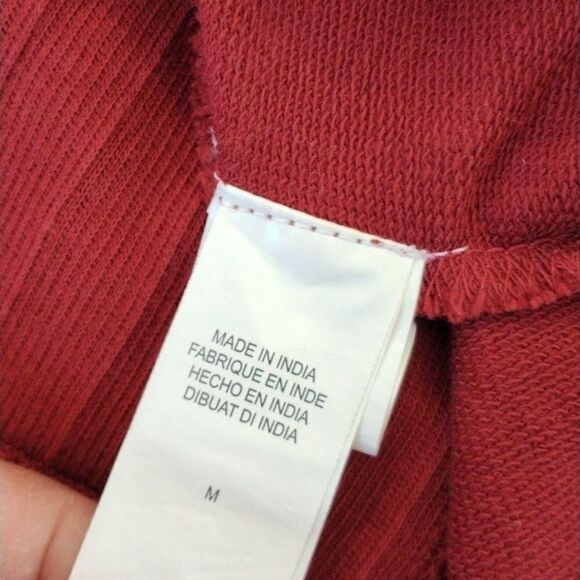 MADE IN INDIA
FABRIQUE EN INDE
HECHO EN INDIA
DIBUAT DI INDIA
M